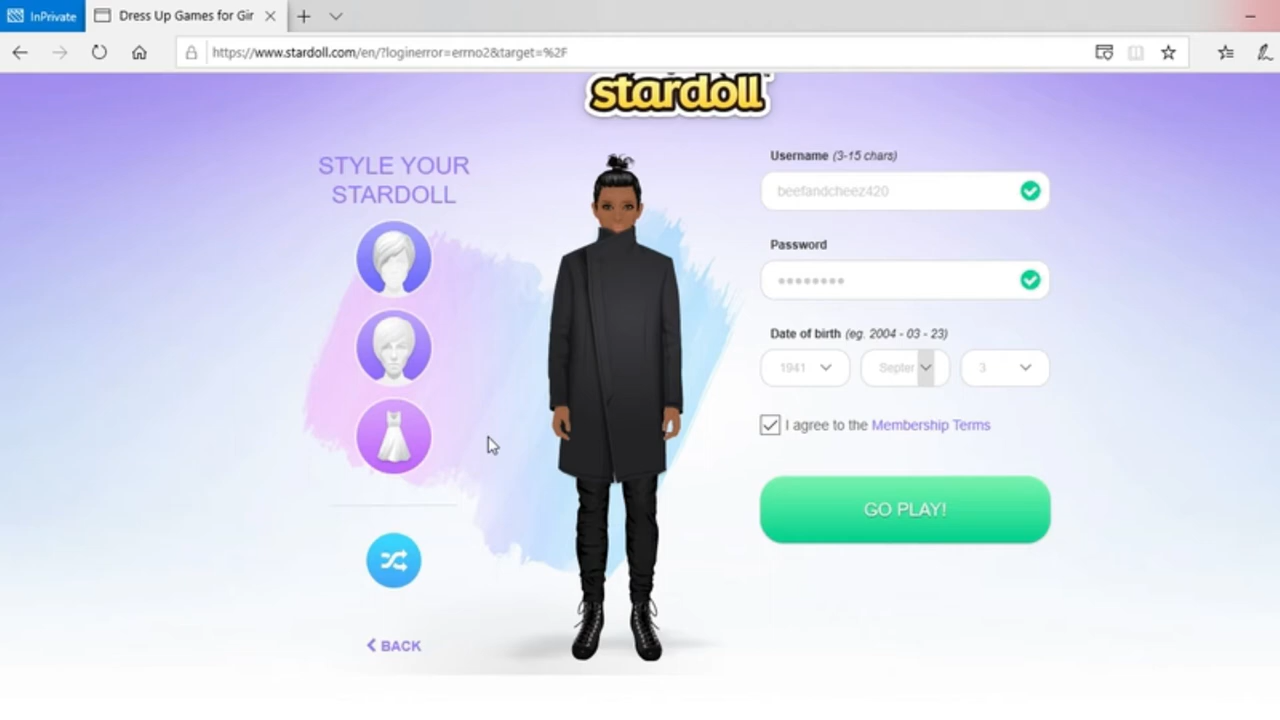 InPrivate
Dress Up Games for Gir
https://www.stardoll.com/en/?loginerror=errno2&target=%2F
stardoll
STYLE YOUR
STARDOLL
BACK
Username (3-15 chars)
beefandcheez420
Password
Date of birth (eg. 2004 - 03 - 23)
1941 Septer 3
I agree to the Membership Terms
GO PLAY!